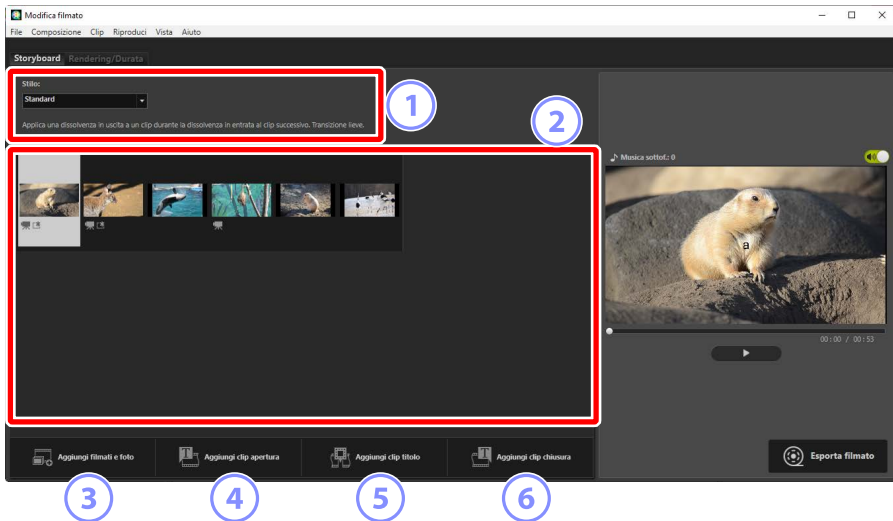 Modifica filmato
File Composizione Clip Riproduci Vista Aiuto
Storyboard Rendering/Durata
Stilo:
Standard
Applica una dissolvenza in uscita a un clip durante la dissolvenza in entrata al clip successivo. Transizione lieve.
1
2
Musica sottof.: 0
a
00:00 / 00:53
Aggiungi filmati e foto
Aggiungi clip apertura
Aggiungi clip titolo
Aggiungi clip chiusura
Esporta filmato
3
4
5
6